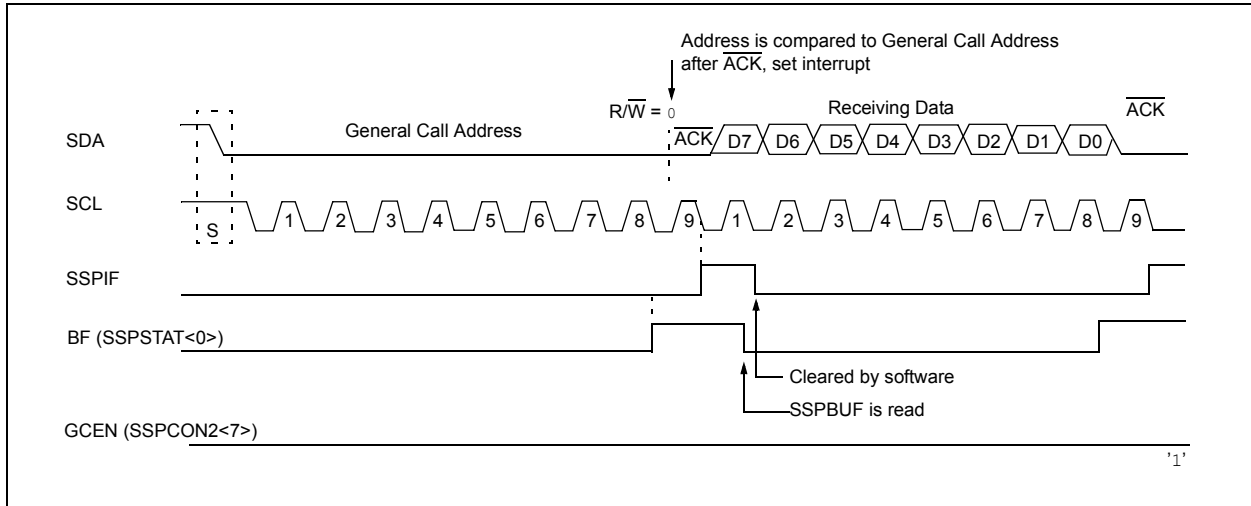 Address is compared to General Call Address
after ACK, set interrupt
R/W = 0
Receiving Data
ACK
SDA
General Call Address
ACK
D7 D6 D5 D4 D3 D2 D1 D0
SCL
S
1 2 3 4 5 6 7 8 9 1 2 3 4 5 6 7 8 9
SSPIF
BF (SSPSTAT<0>)
Cleared by software
SSPBUF is read
GCEN (SSPCON2<7>)
'1'